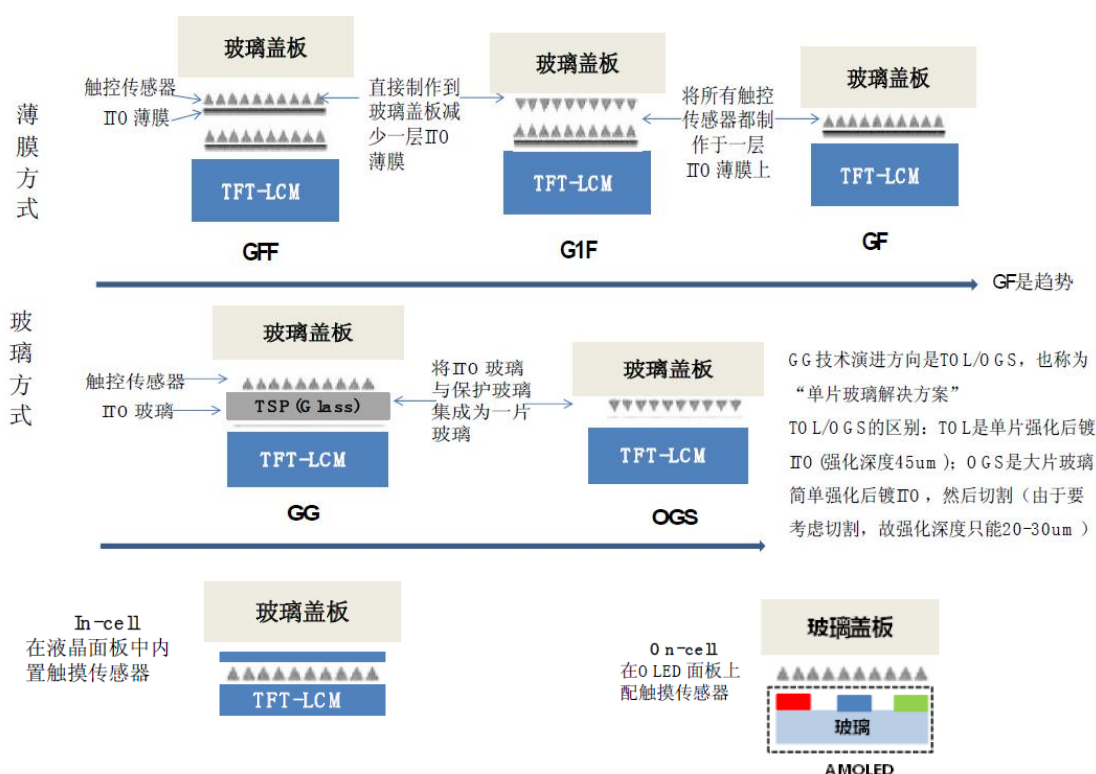 玻璃盖板
玻璃盖板
玻璃盖板
薄膜方式
触控传感器
ITO 薄膜
直接制作到
玻璃盖板减
少一层ITO
薄膜
将所有触控
传感器都制
作于一层
ITO 薄膜上
TFT-LCM
TFT-LCM
TFT-LCM
GFF
G1F
GF
GF是趋势
玻璃方式
玻璃盖板
玻璃盖板
触控传感器
ITO 玻璃
TSP(Glass)
将ITO 玻璃
与保护玻璃
集成为一片
玻璃
TFT-LCM
TFT-LCM
GG
OGS
GG技术演进方向是TOL/OGS，也称为
“单片玻璃解决方案”
TOL/OGS的区别：TOL是单片强化后镀
ITO(强化深度45um)；OGS是大片玻璃
简单强化后镀ITO，然后切割（由于要
考虑切割，故强化深度只能20-30um）
In-cell
在液晶面板中内
置触摸传感器
玻璃盖板
TFT-LCM
On-cell
在OLED面板上
配触摸传感器
玻璃盖板
玻璃
AMOLED